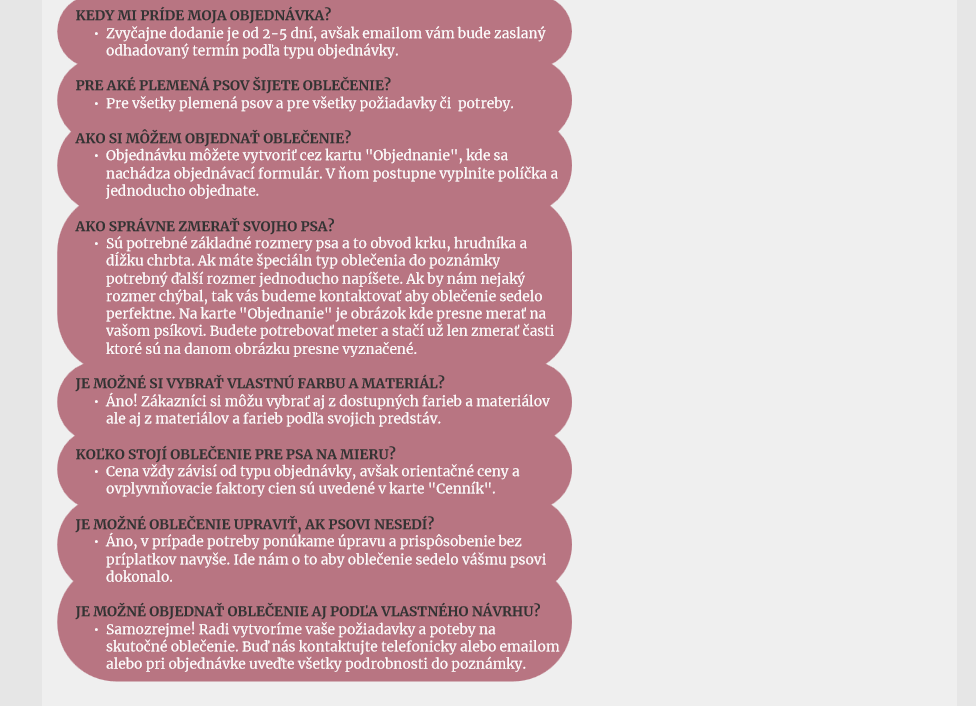 KEDY MI PRÍDE MOJA OBJEDNÁVKA?
• Zvyčajne dodanie je od 2-5 dní, avšak emailom vám bude zaslaný
odhadovaný termín podľa typu objednávky.
PRE AKÉ PLEMENÁ PSOV ŠIJETE OBLEČENIE?
• Pre všetky plemená psov a pre všetky požiadavky či  potreby.
AKO SI MÔŽEM OBJEDNAŤ OBLEČENIE?
• Objednávku môžete vytvoriť cez kartu "Objednanie", kde sa
nachádza objednávací formulár. V ňom postupne vyplnite políčka a
jednoducho objednate.
AKO SPRÁVNE ZMERAŤ SVOJHO PSA?
• Sú potrebné základné rozmery psa a to obvod krku, hrudníka a
dĺžku chrbta. Ak máte špeciáln typ oblečenia do poznámky
potrebný ďalší rozmer jednoducho napíšete. Ak by nám nejaký
rozmer chýbal, tak vás budeme kontaktovať aby oblečenie sedelo
perfektne. Na karte "Objednanie" je obrázok kde presne merať na
vašom psíkovi. Budete potrebovať meter a stačí už len zmerať časti
ktoré sú na danom obrázku presne vyznačené.
JE MOŽNÉ SI VYBRAŤ VLASTNÚ FARBU A MATERIÁL?
• Áno! Zákazníci si môžu vybrať aj z dostupných farieb a materiálov
ale aj z materiálov a farieb podľa svojich predstáv.
KOĽKO STOJÍ OBLEČENIE PRE PSA NA MIERU?
• Cena vždy závisí od typu objednávky, avšak orientačné ceny a
ovplyvnňovacie faktory cien sú uvedené v karte "Cenník".
JE MOŽNÉ OBLEČENIE UPRAVIŤ, AK PSOVI NESEDÍ?
• Áno, v prípade potreby ponúkame úpravu a prispôsobenie bez
príplatkov navyše. Ide nám o to aby oblečenie sedelo vášmu psovi
dokonalo.
JE MOŽNÉ OBJEDNAŤ OBLEČENIE AJ PODĽA VLASTNÉHO NÁVRHU?
• Samozrejme! Radi vytvoríme vaše požiadavky a poteby na
skutočné oblečenie. Buď nás kontaktujte telefonicky alebo emailom
alebo pri objednávke uveďte všetky podrobnosti do poznámky.